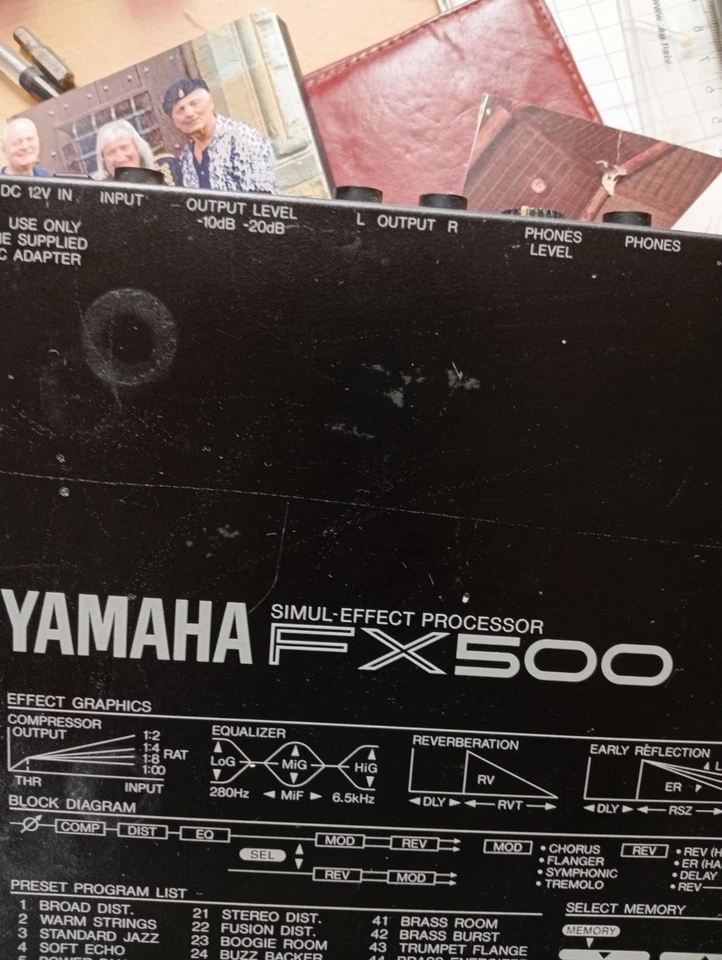 DC 12V IN INPUT OUTPUT LEVEL L OUTPUT R PHONES LEVEL PHONES
-10dB -20dB
USE ONLY
SUPPLIED
ADAPTER
YAMAHA SIMUL-EFFECT PROCESSOR
FX500
EFFECT GRAPHICS
COMPRESSOR
OUTPUT
1:2
1:4
1:8
1:00
RAT
THR INPUT
EQUALIZER
LoG MiG HiG
280Hz ◄ MiF ► 6.5kHz
REVERBERATION
RV
◄DLY►◄ RVT ►
EARLY REFLECTION
L
ER
◄DLY►◄ RSZ
BLOCK DIAGRAM
COMP DIST EQ
SEL
MOD REV
REV MOD
MOD
• CHORUS
• FLANGER
• SYMPHONIC
• TREMOLO
REV
• REV (H
• ER (HA
• DELAY
• REV
PRESET PROGRAM LIST
1 BROAD DIST.
2 WARM STRINGS
3 STANDARD JAZZ
4 SOFT ECHO
5
21 STEREO DIST.
22 FUSION DIST.
23 BOOGIE ROOM
24 BUZZ BACKER
41 BRASS ROOM
42 BRASS BURST
43 TRUMPET FLANGE
44
SELECT MEMORY
MEMORY